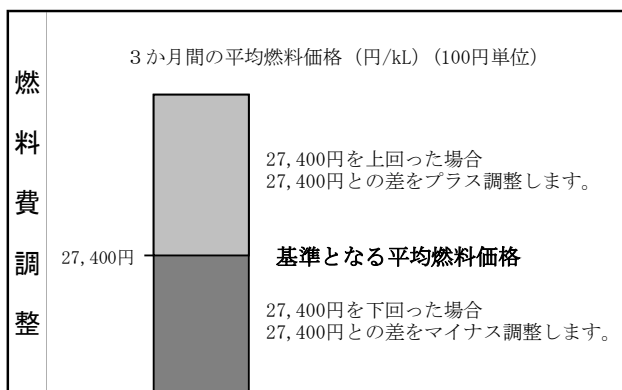 燃料費調整
３か月間の平均燃料価格（円/kL）(100円単位)
27,400円を上回った場合
27,400円との差をプラス調整します。
27,400円
基準となる平均燃料価格
27,400円を下回った場合
27,400円との差をマイナス調整します。